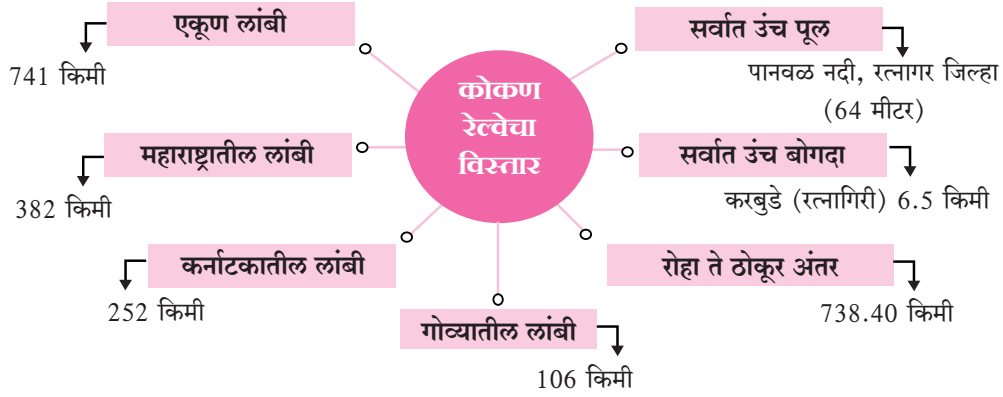 एकूण लांबी
741 किमी
महाराष्ट्रातील लांबी
382 किमी
कर्नाटकातील लांबी
252 किमी
कोकण
रेल्वेचा
विस्तार
गोव्यातील लांबी
106 किमी
सर्वात उंच पूल
पानवळ नदी, रत्नागर जिल्हा
(64 मीटर)
सर्वात उंच बोगदा
करबुडे (रत्नागिरी) 6.5 किमी
रोहा ते ठोकूर अंतर
738.40 किमी